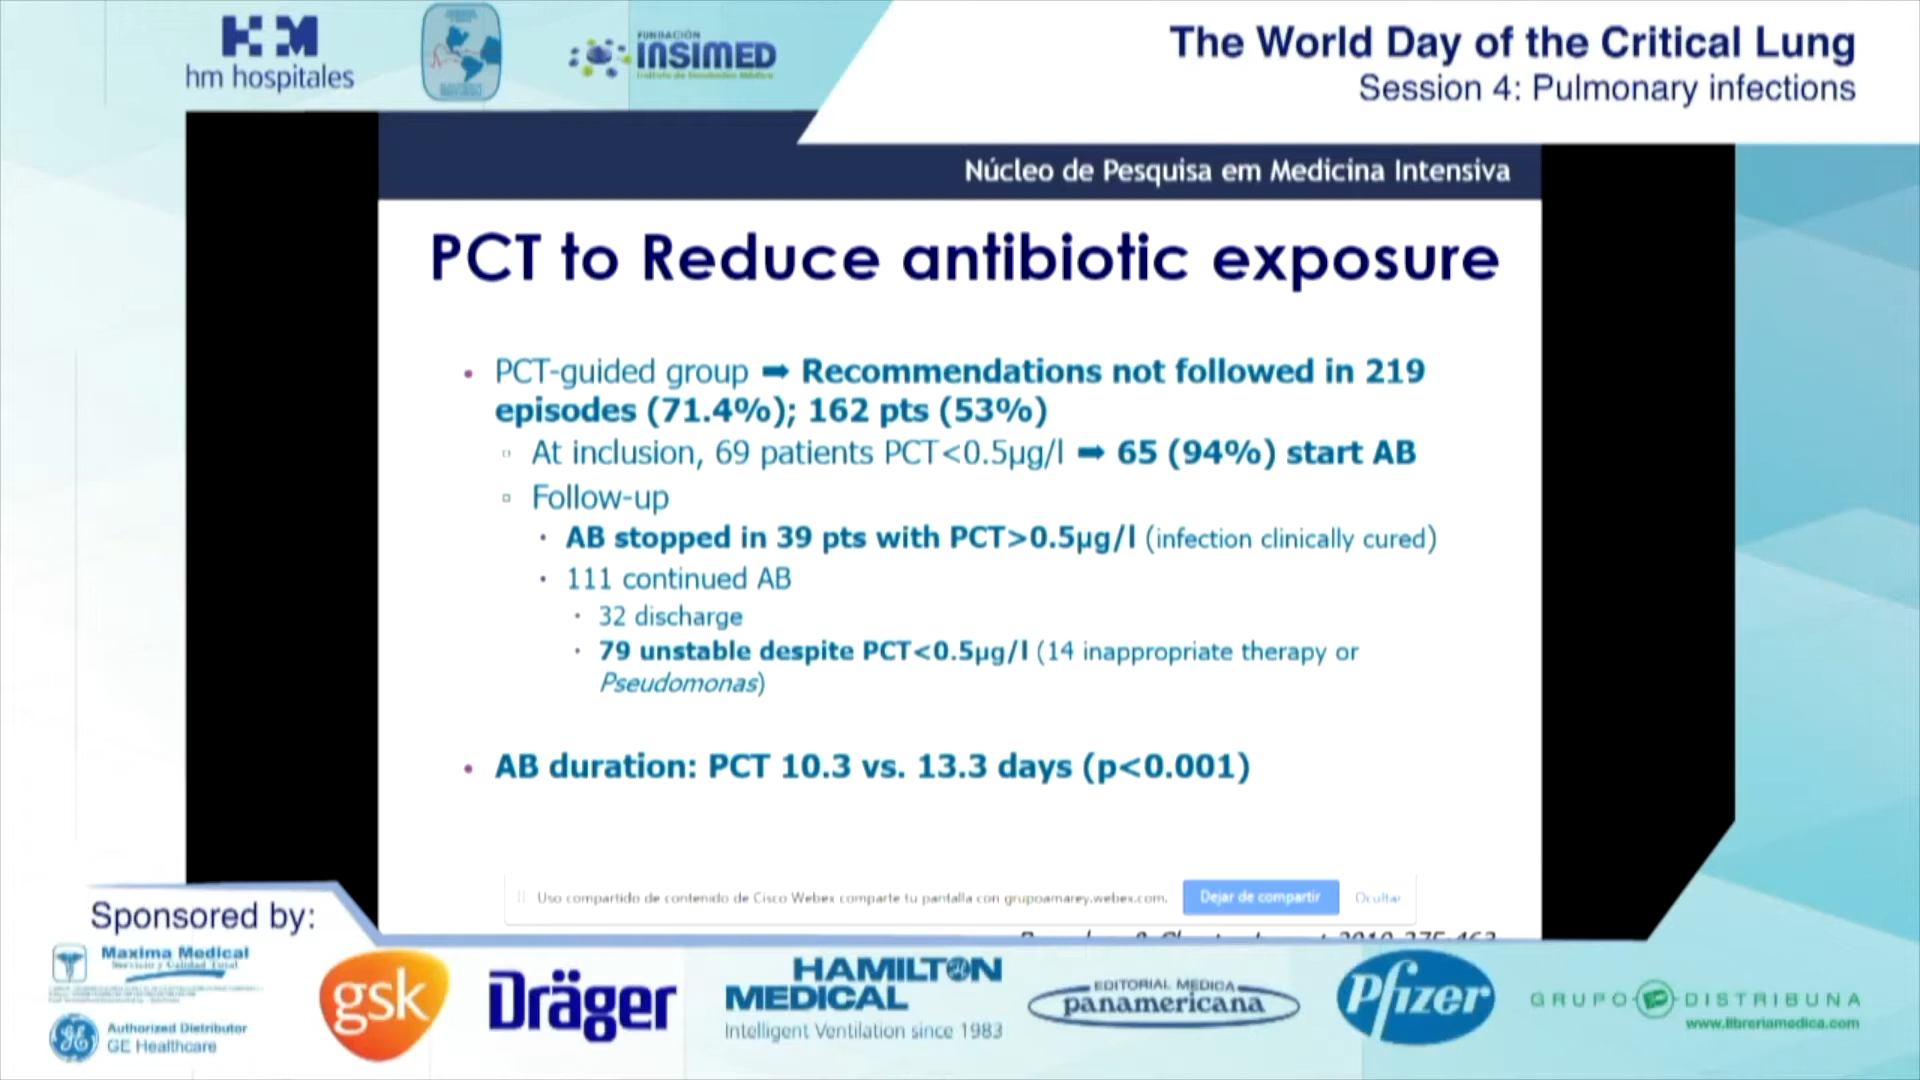 HM
hm hospitales
FUNDACIÓN
INSIMED
The World Day of the Critical Lung
Session 4: Pulmonary infections
Núcleo de Pesquisa em Medicina Intensiva
PCT to Reduce antibiotic exposure
• PCT-guided group ➡ Recommendations not followed in 219
episodes (71.4%); 162 pts (53%)
▫ At inclusion, 69 patients PCT<0.5µg/l ➡ 65 (94%) start AB
▫ Follow-up
• AB stopped in 39 pts with PCT>0.5µg/l (infection clinically cured)
• 111 continued AB
• 32 discharge
• 79 unstable despite PCT<0.5µg/l (14 inappropriate therapy or
Pseudomonas)
• AB duration: PCT 10.3 vs. 13.3 days (p<0.001)
Uso compartido de contenido de Cisco Webex comparte tu pantalla con grupoamarey.webex.com.
Dejar de compartir
Ocultar
Sponsored by:
Maxima Medical
Servicio y Calidad Total
GE
Authorized Distributor
GE Healthcare
gsk
Dräger
HAMILTON
MEDICAL
Intelligent Ventilation since 1983
EDITORIAL MEDICA
panamericana
Pfizer
GRUPO DISTRIBUNA
www.libreriamedica.com